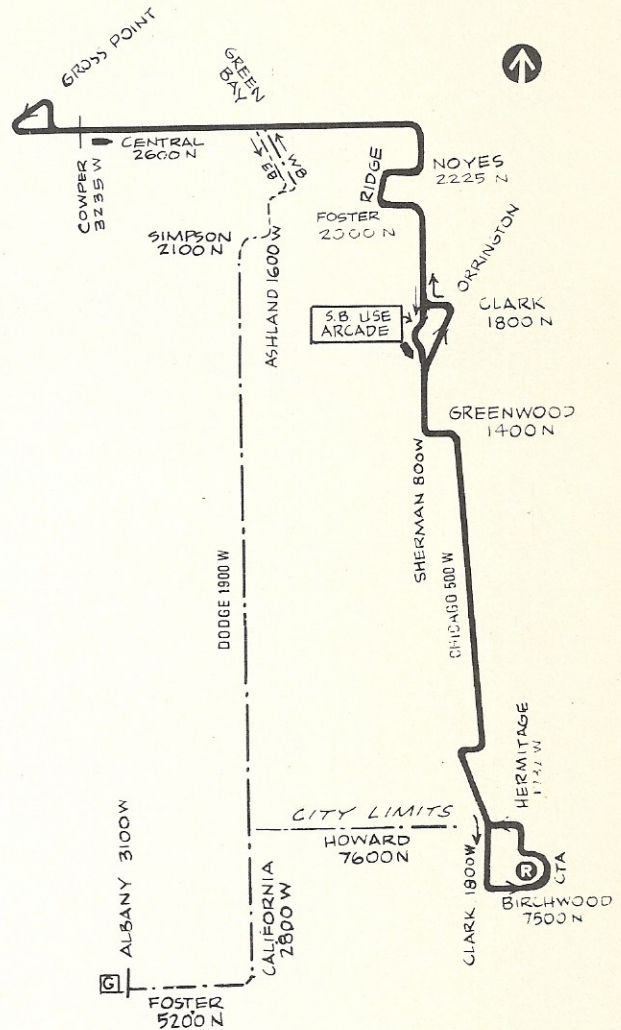 GROSS POINT
GREEN
BAY
CENTRAL
2600 N
COWPER
3235 W
EB
WB
RIDGE
NOYES
2225 N
FOSTER
2000 N
SIMPSON
2100 N
ORRINGTON
ASHLAND 1600 W
CLARK
1800 N
S.B. USE
ARCADE
GREENWOOD
1400 N
SHERMAN 800W
DODGE 1900 W
CHICAGO 500 W
HERMITAGE
CITY LIMITS
HOWARD
7600 N
CLARK 1800W
R
CTA
BIRCHWOOD
7500 N
ALBANY 3100W
CALIFORNIA
2800 W
G
FOSTER
5200 N